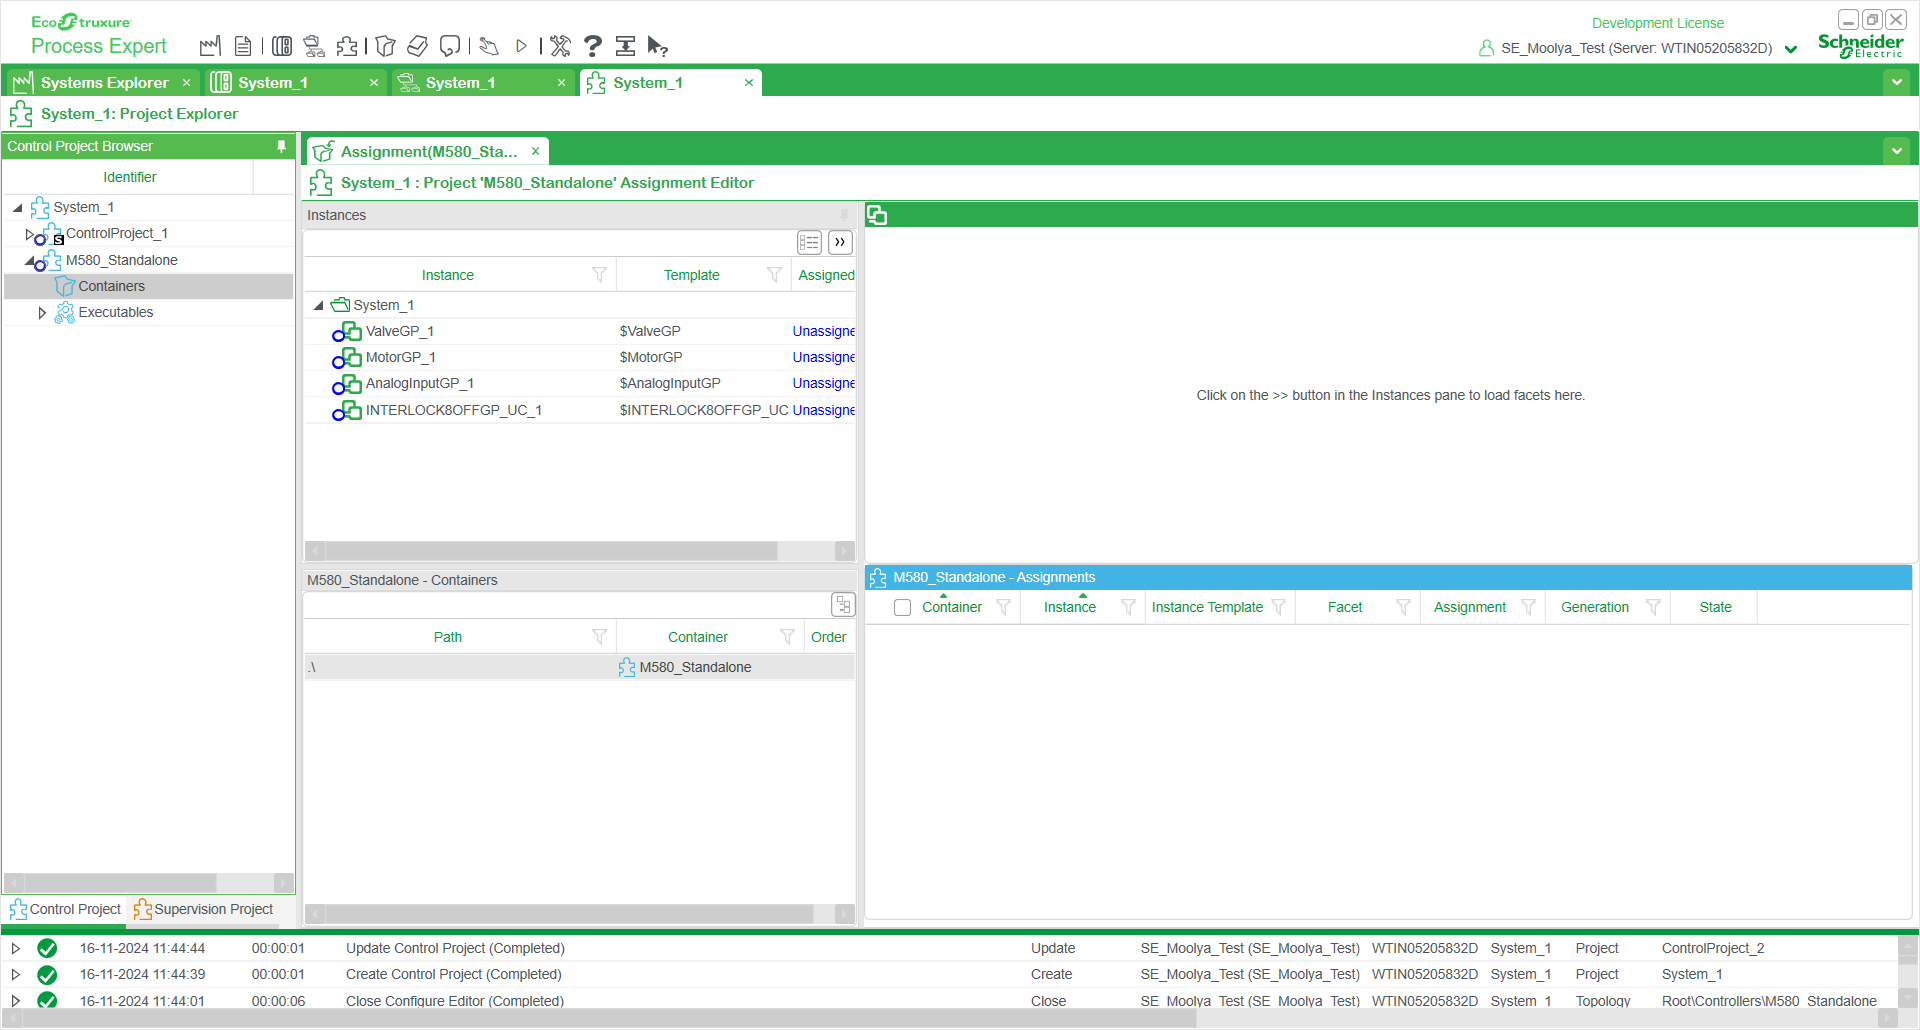 EcoStruxure
Process Expert
Development License
SE_Moolya_Test (Server: WTIN05205832D)
Schneider
Electric
Systems Explorer
System_1
System_1
System_1
System_1: Project Explorer
Control Project Browser
Identifier
System_1
ControlProject_1
S
M580_Standalone
Containers
Executables
Control Project
Supervision Project
Assignment(M580_Sta...
System_1 : Project 'M580_Standalone' Assignment Editor
Instances
Instance Template Assigned
System_1
ValveGP_1 $ValveGP Unassigne
MotorGP_1 $MotorGP Unassigne
AnalogInputGP_1 $AnalogInputGP Unassigne
INTERLOCK8OFFGP_UC_1 $INTERLOCK8OFFGP_UC Unassigne
Click on the >> button in the Instances pane to load facets here.
M580_Standalone - Containers
Path Container Order
.\ M580_Standalone
M580_Standalone - Assignments
Container Instance Instance Template Facet Assignment Generation State
16-11-2024 11:44:44 00:00:01 Update Control Project (Completed) Update SE_Moolya_Test (SE_Moolya_Test) WTIN05205832D System_1 Project ControlProject_2
16-11-2024 11:44:39 00:00:01 Create Control Project (Completed) Create SE_Moolya_Test (SE_Moolya_Test) WTIN05205832D System_1 Project System_1
16-11-2024 11:44:01 00:00:06 Close Configure Editor (Completed) Close SE_Moolya_Test (SE_Moolya_Test) WTIN05205832D System_1 Topology Root\Controllers\M580_Standalone